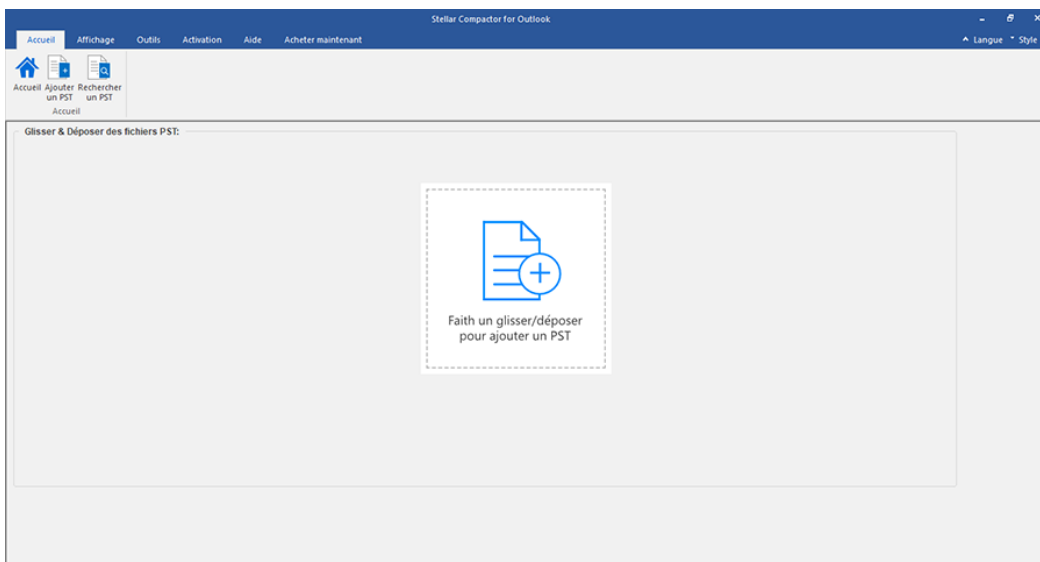 Stellar Compactor for Outlook
Accueil Affichage Outils Activation Aide Acheter maintenant Langue Style
Accueil Ajouter Rechercher
un PST un PST
Accueil
Glisser & Déposer des fichiers PST:
Faith un glisser/déposer
pour ajouter un PST